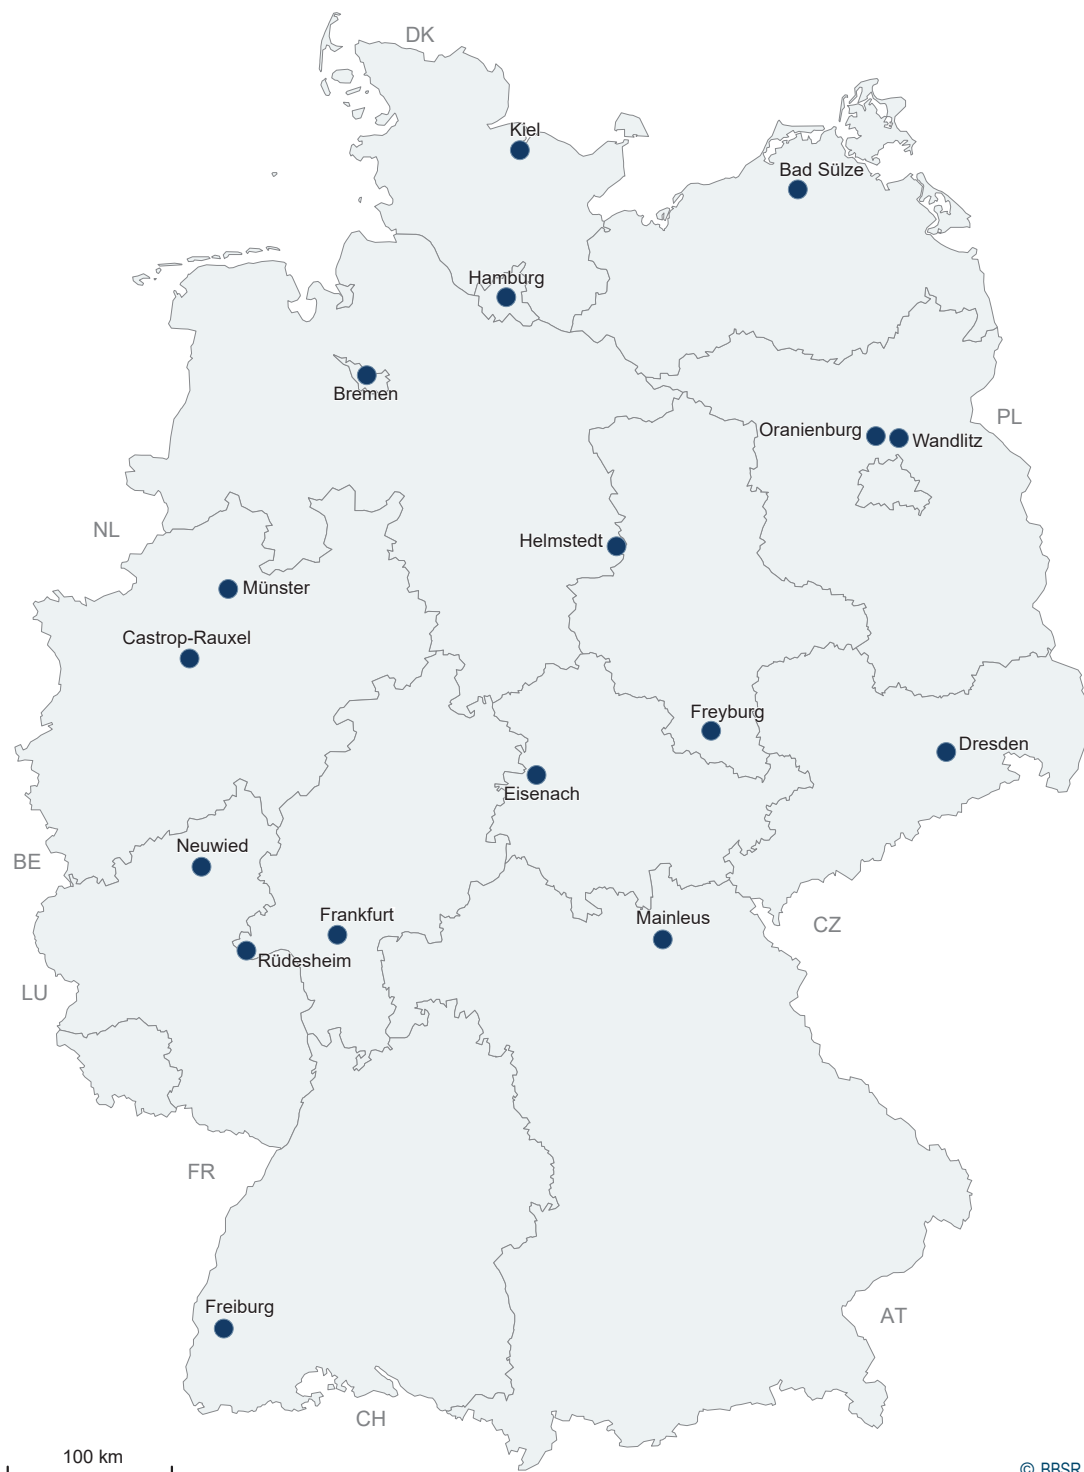 DK
Kiel
Bad Sülze
Hamburg
Bremen
PL
Oranienburg
Wandlitz
NL
Helmstedt
Münster
Castrop-Rauxel
Freyburg
Dresden
Eisenach
Neuwied
BE
Frankfurt
Mainleus
CZ
Rüdesheim
LU
FR
Freiburg
AT
CH
100 km
© BBSR